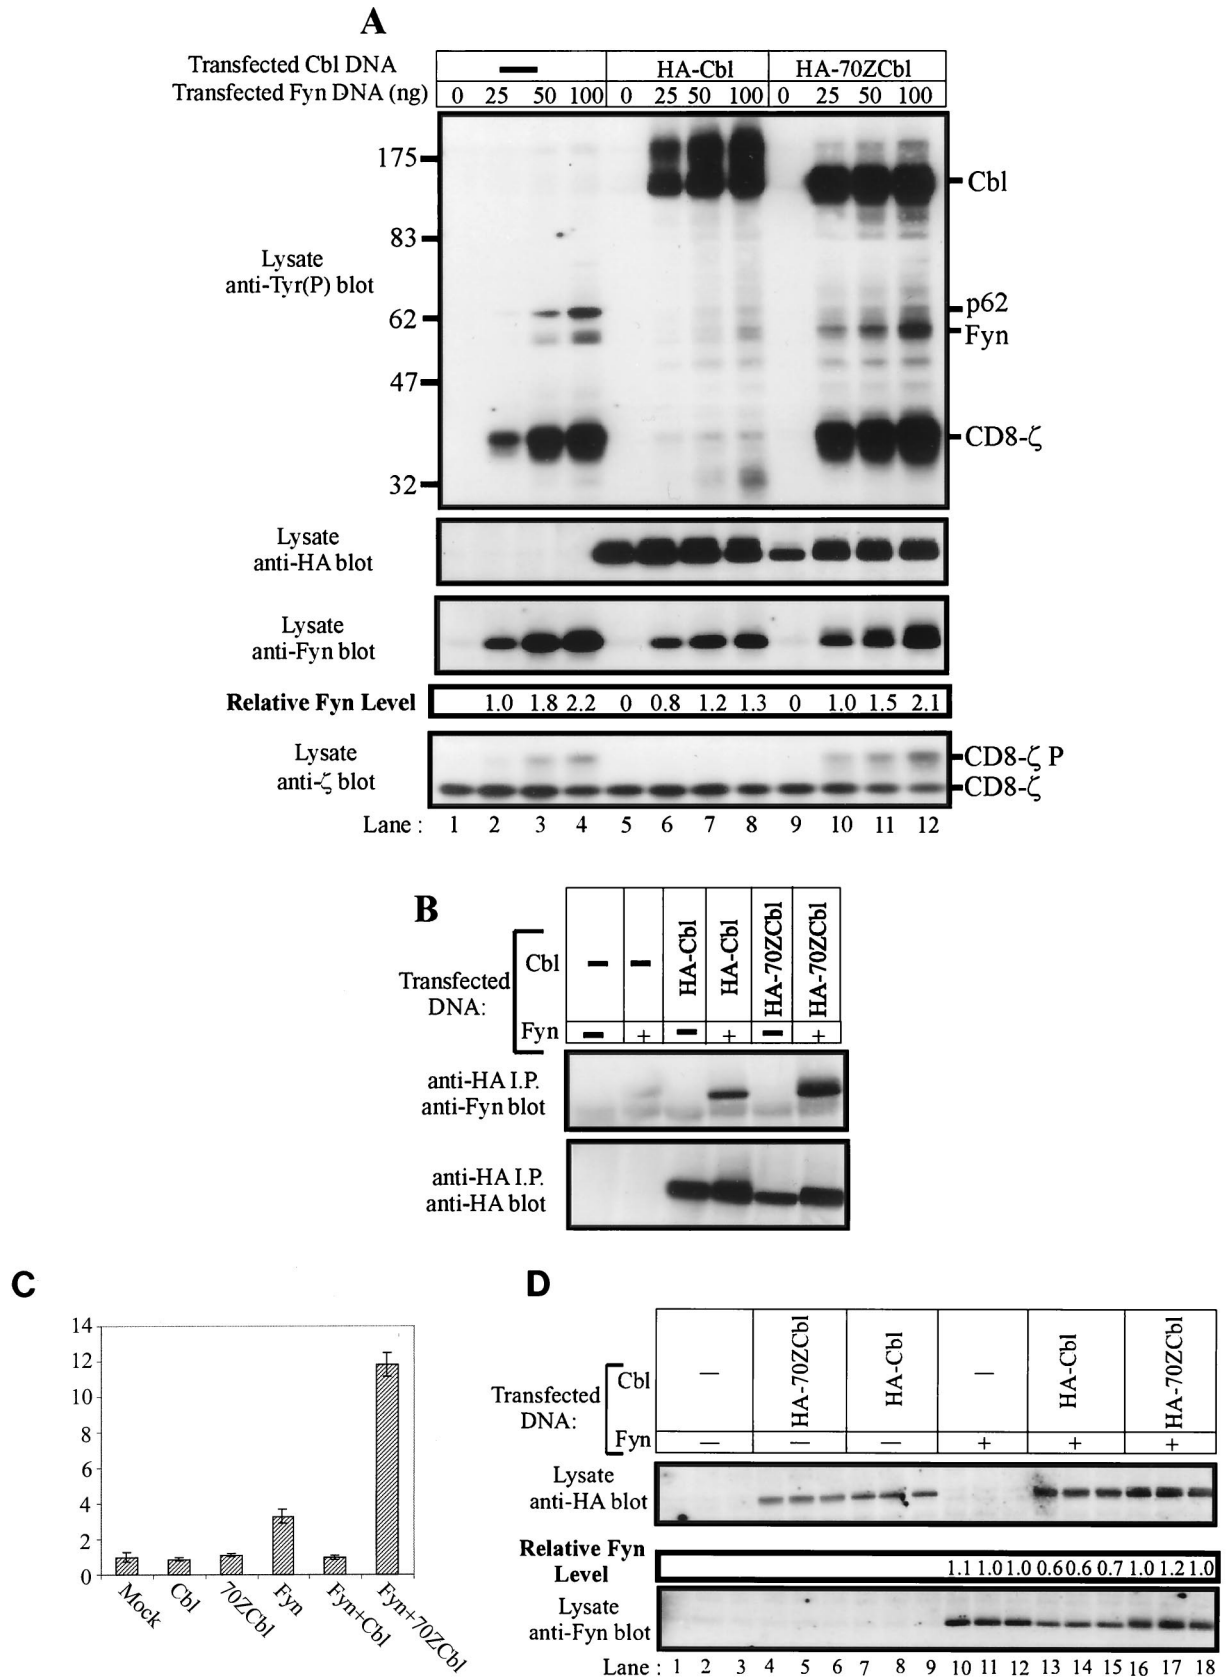 A
Transfected Cbl DNA — HA-Cbl HA-70ZCbl
Transfected Fyn DNA (ng) 0 25 50 100 0 25 50 100 0 25 50 100
175
Cbl
83
Lysate
anti-Tyr(P) blot
p62
62
Fyn
47
CD8-ζ
32
Lysate
anti-HA blot
Lysate
anti-Fyn blot
Relative Fyn Level 1.0 1.8 2.2 0 0.8 1.2 1.3 0 1.0 1.5 2.1
Lysate
anti-ζ blot
CD8-ζ P
CD8-ζ
Lane : 1 2 3 4 5 6 7 8 9 10 11 12
B
Transfected
DNA:
Cbl — — HA-Cbl HA-Cbl HA-70ZCbl HA-70ZCbl
Fyn — + — + — +
anti-HA I.P.
anti-Fyn blot
anti-HA I.P.
anti-HA blot
C
14
12
10
8
6
4
2
0
Mock Cbl 70ZCbl Fyn Fyn+Cbl Fyn+70ZCbl
D
Transfected
DNA:
Cbl — HA-70ZCbl HA-Cbl — HA-Cbl HA-70ZCbl
Fyn — — — + + +
Lysate
anti-HA blot
Relative Fyn
Level
1.1 1.0 1.0 0.6 0.6 0.7 1.0 1.2 1.0
Lysate
anti-Fyn blot
Lane : 1 2 3 4 5 6 7 8 9 10 11 12 13 14 15 16 17 18